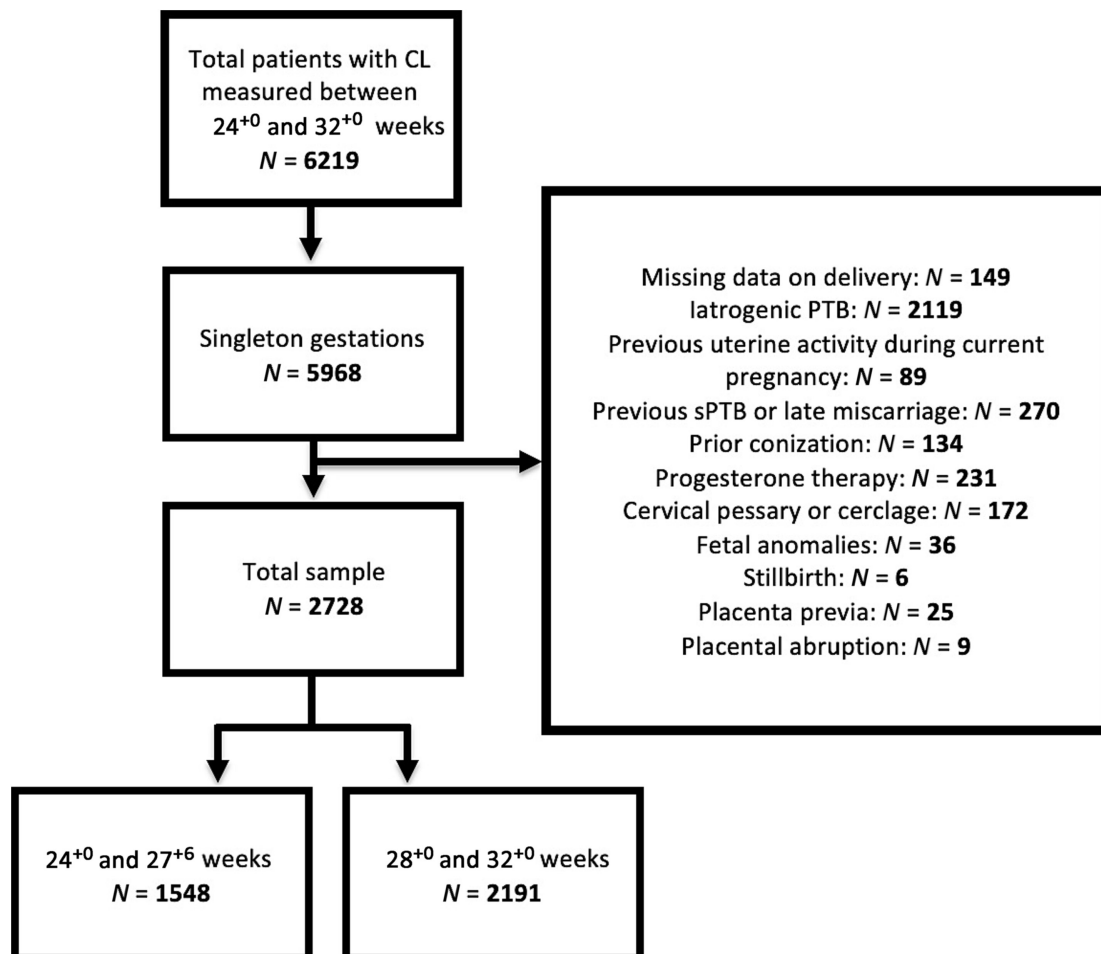 Total patients with CL
measured between
24⁺⁰ and 32⁺⁰ weeks
N = 6219
Singleton gestations
N = 5968
Missing data on delivery: N = 149
Iatrogenic PTB: N = 2119
Previous uterine activity during current
pregnancy: N = 89
Previous sPTB or late miscarriage: N = 270
Prior conization: N = 134
Progesterone therapy: N = 231
Cervical pessary or cerclage: N = 172
Fetal anomalies: N = 36
Stillbirth: N = 6
Placenta previa: N = 25
Placental abruption: N = 9
Total sample
N = 2728
24⁺⁰ and 27⁺⁶ weeks
N = 1548
28⁺⁰ and 32⁺⁰ weeks
N = 2191